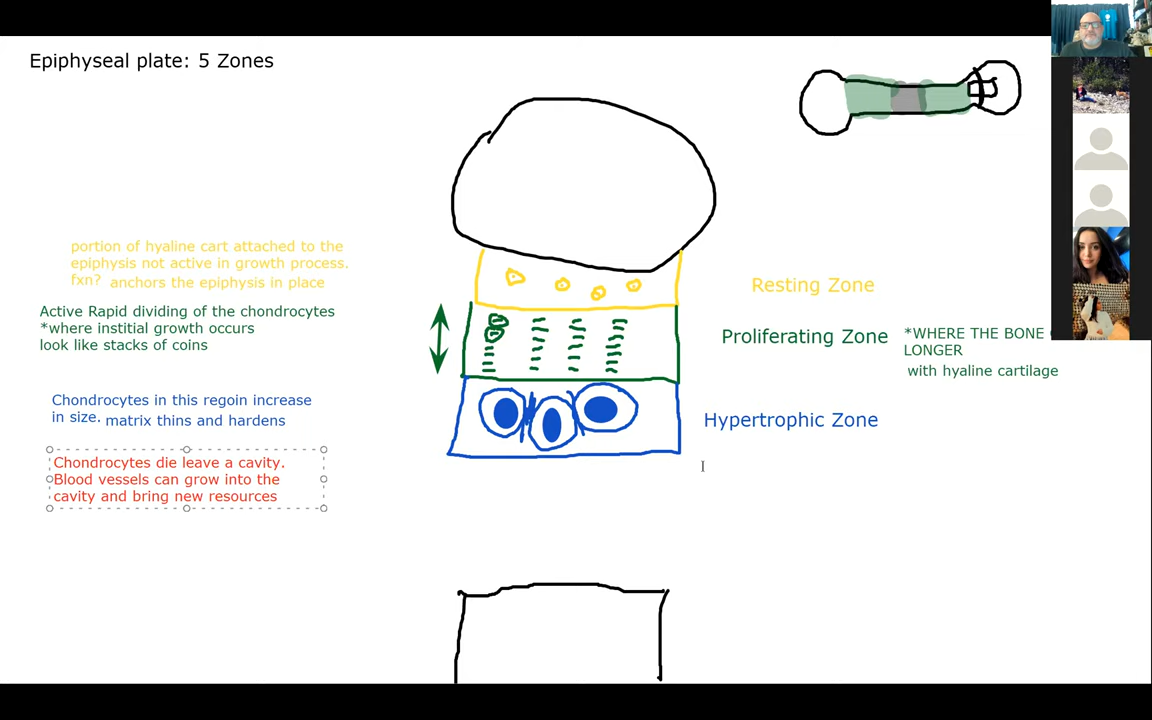 Epiphyseal plate: 5 Zones
portion of hyaline cart attached to the
epiphysis not active in growth process.
fxn? anchors the epiphysis in place
Resting Zone
Active Rapid dividing of the chondrocytes
*where institial growth occurs
look like stacks of coins
Proliferating Zone
*WHERE THE BONE
LONGER
with hyaline cartilage
Chondrocytes in this regoin increase
in size. matrix thins and hardens
Hypertrophic Zone
Chondrocytes die leave a cavity.
Blood vessels can grow into the
cavity and bring new resources